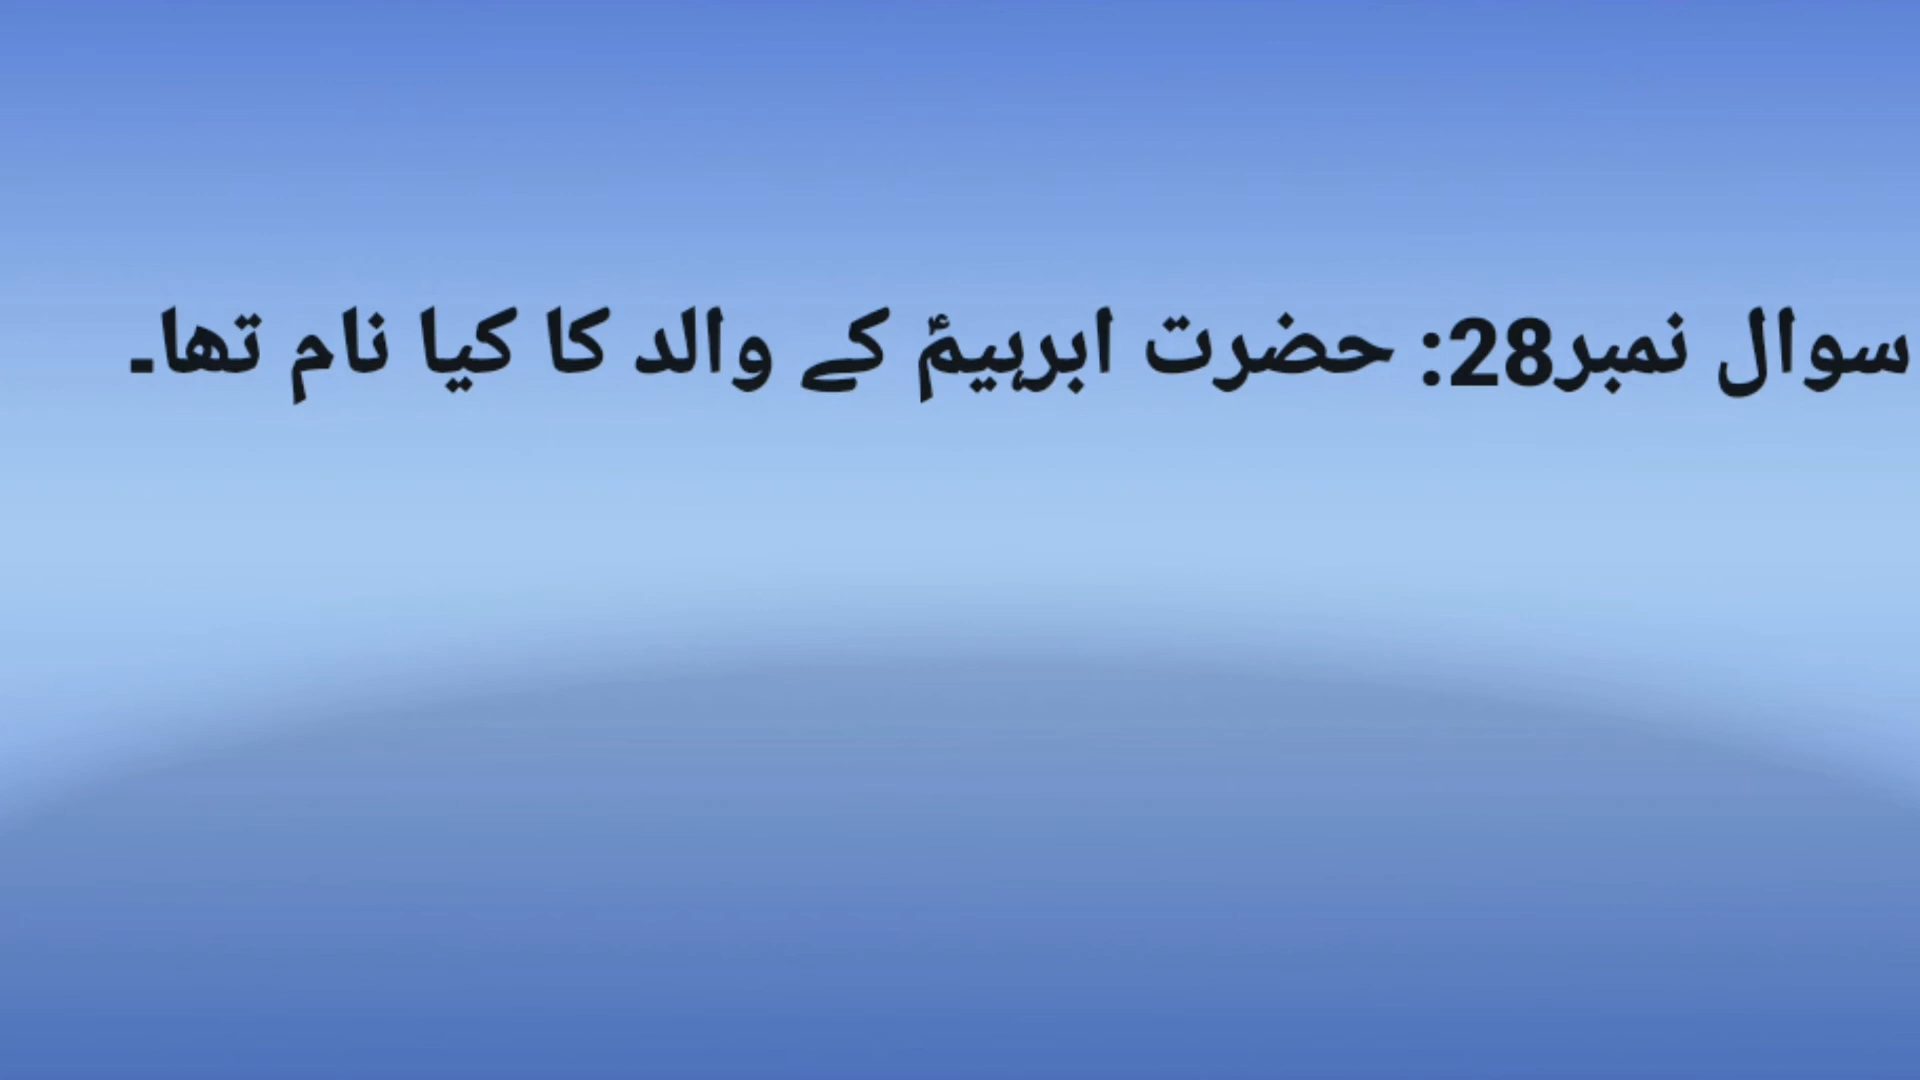 سوال نمبر28: حضرت ابرہیمؑ کے والد کا کیا نام تھا۔